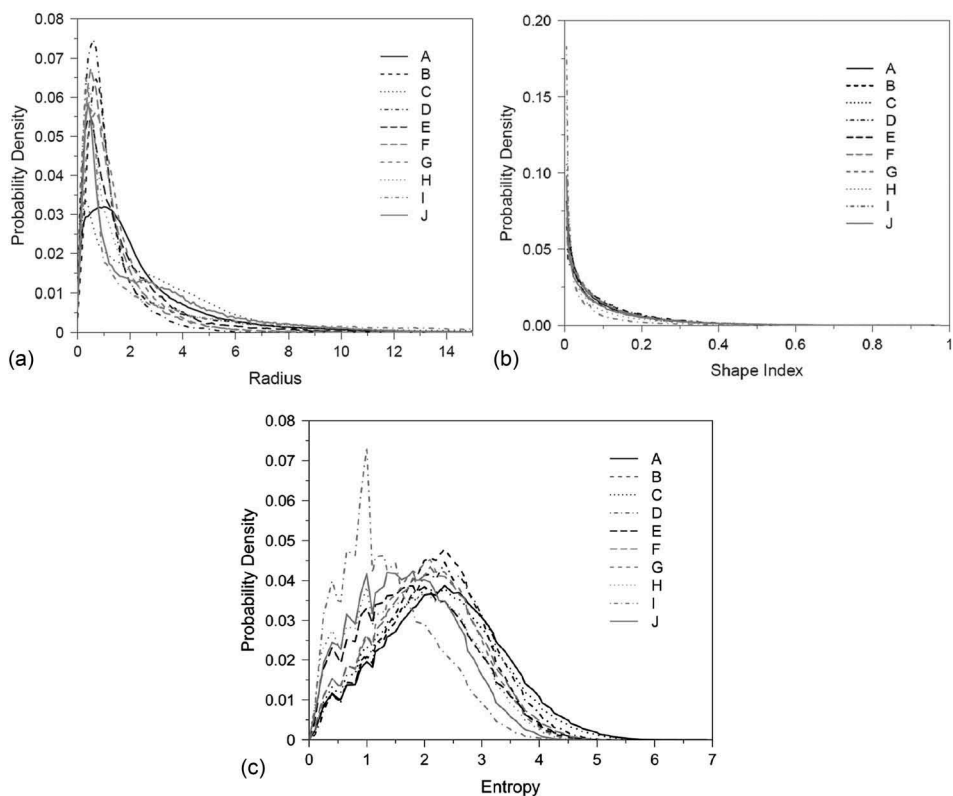 0.08
0.07
0.06
0.05
0.04
0.03
0.02
0.01
0
0 2 4 6 8 10 12 14
Probability Density
Radius
A
B
C
D
E
F
G
H
I
J
(a)
0.20
0.15
0.10
0.05
0.00
0 0.2 0.4 0.6 0.8 1
Probability Density
Shape Index
A
B
C
D
E
F
G
H
I
J
(b)
0.08
0.07
0.06
0.05
0.04
0.03
0.02
0.01
0
0 1 2 3 4 5 6 7
Probability Density
Entropy
A
B
C
D
E
F
G
H
I
J
(c)